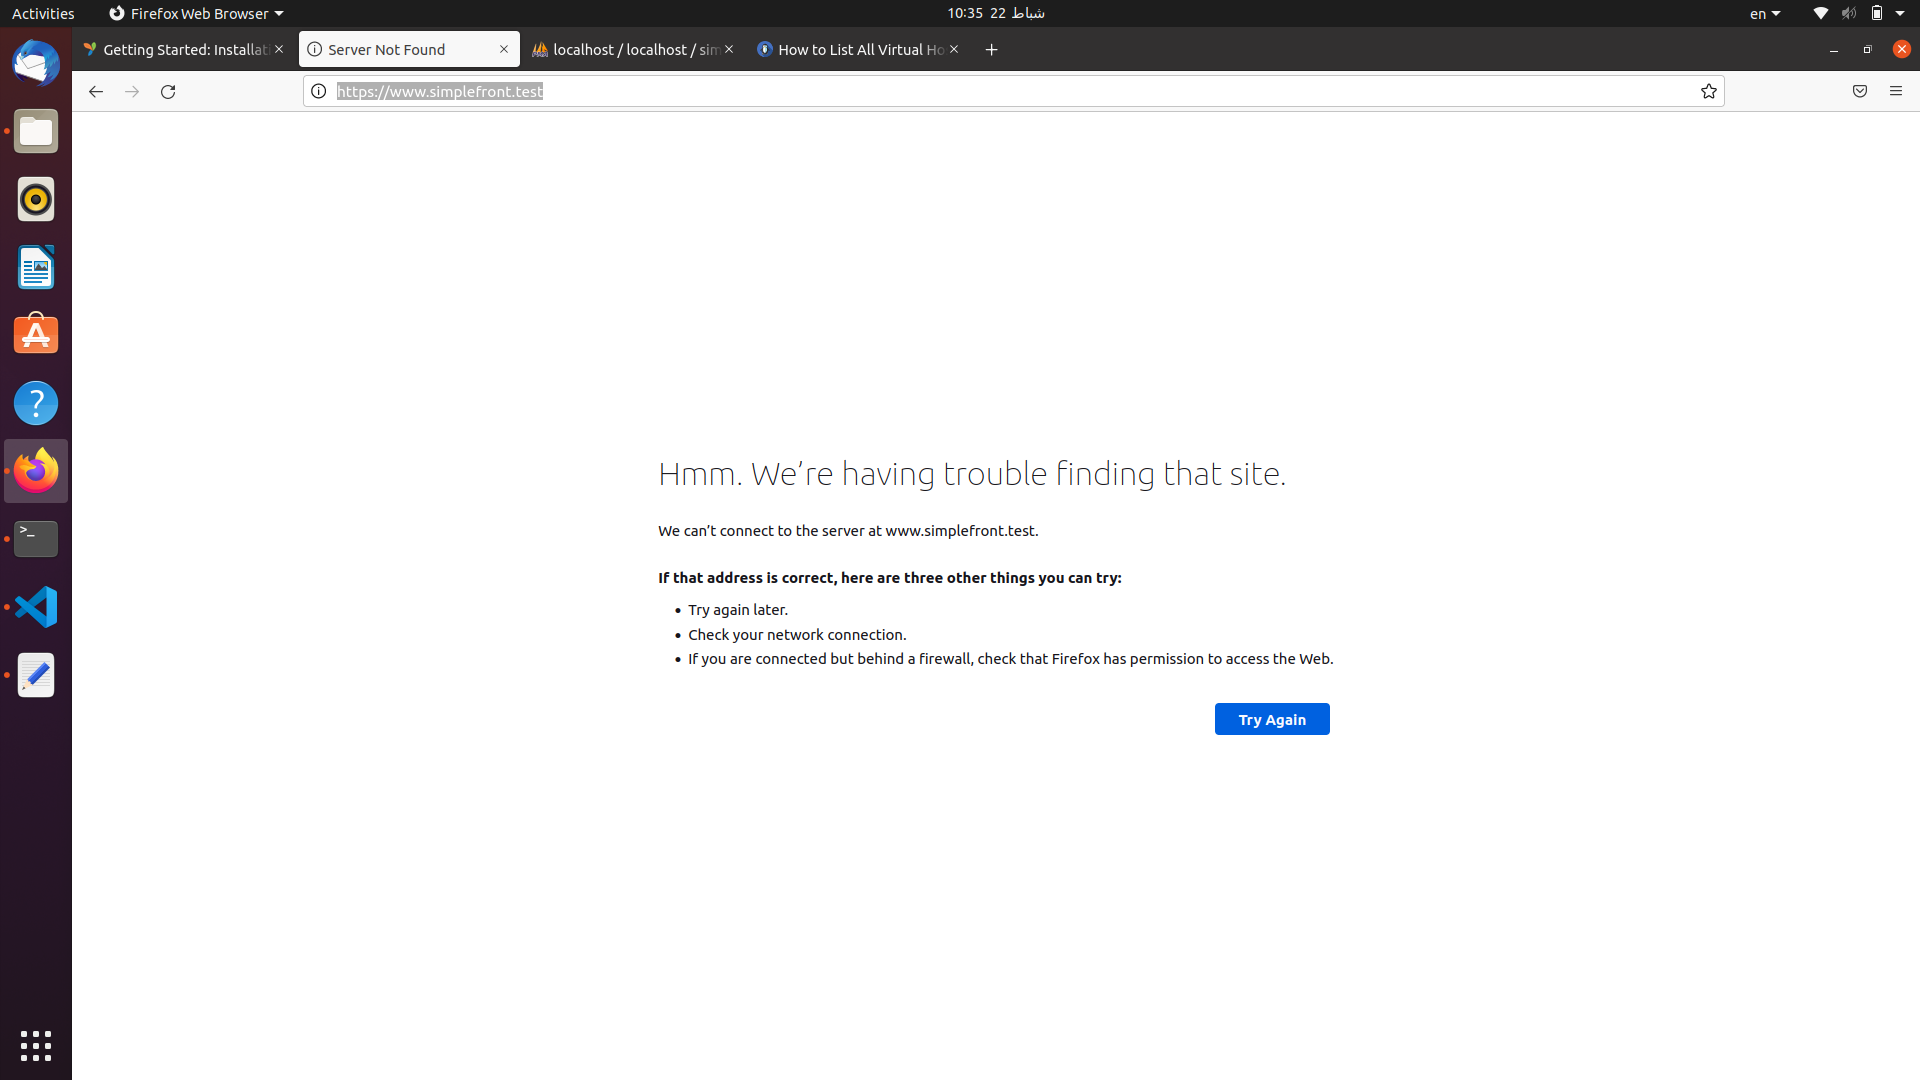 Activities
Firefox Web Browser
10:35 22 شباط
en
Getting Started: Installati
Server Not Found
localhost / localhost / sim
How to List All Virtual Ho
https://www.simplefront.test
Hmm. We’re having trouble finding that site.
We can’t connect to the server at www.simplefront.test.
If that address is correct, here are three other things you can try:
• Try again later.
• Check your network connection.
• If you are connected but behind a firewall, check that Firefox has permission to access the Web.
Try Again